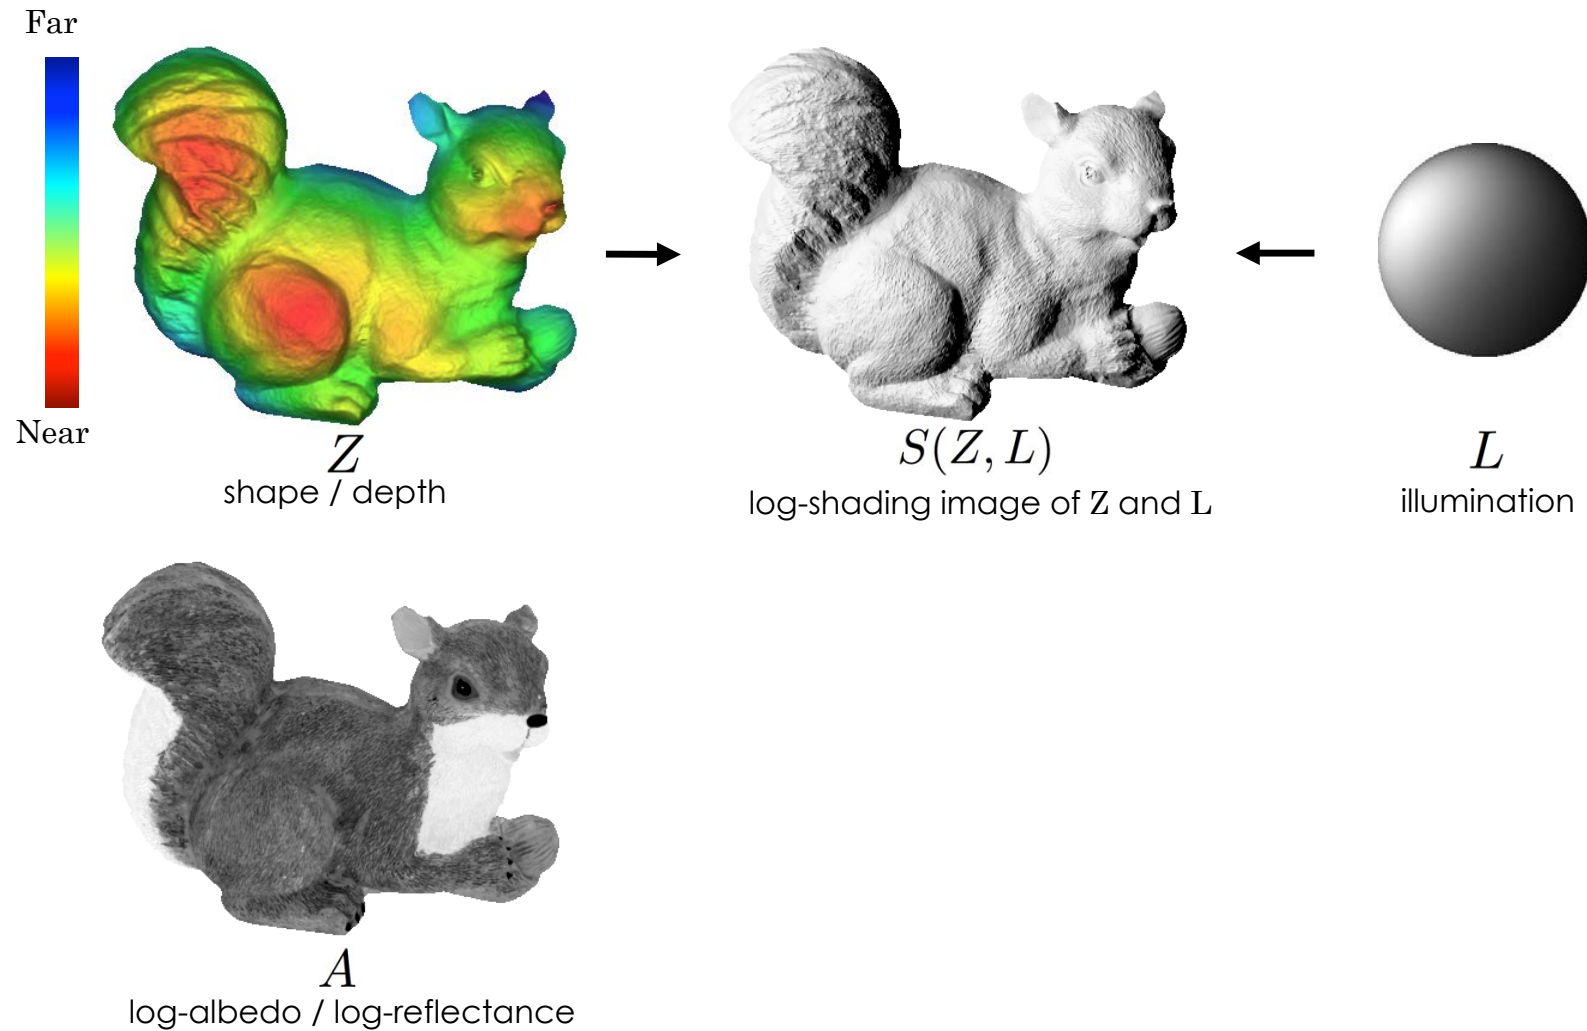 Far
Near
Z
shape / depth
S(Z, L)
log-shading image of Z and L
L
illumination
A
log-albedo / log-reflectance